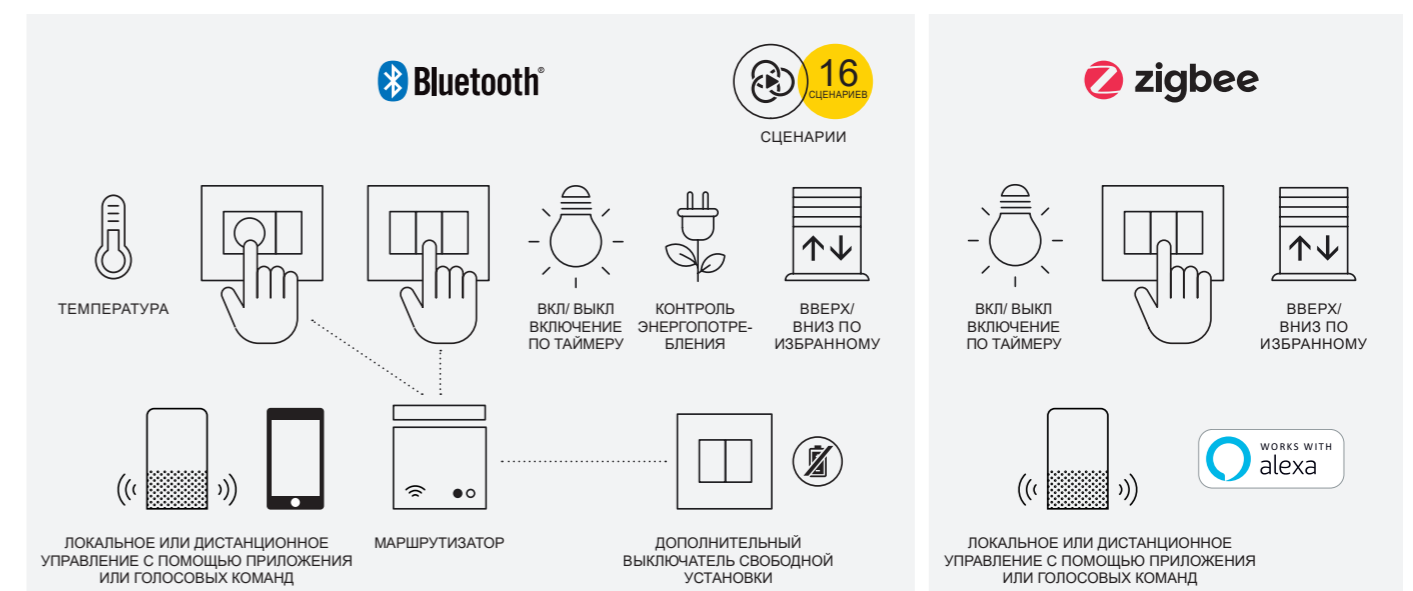 Bluetooth®
16
СЦЕНАРИЕВ
СЦЕНАРИИ
ТЕМПЕРАТУРА
ВКЛ/ ВЫКЛ
ВКЛЮЧЕНИЕ
ПО ТАЙМЕРУ
КОНТРОЛЬ
ЭНЕРГОПОТРЕ-
БЛЕНИЯ
ВВЕРХ/
ВНИЗ ПО
ИЗБРАННОМУ
ЛОКАЛЬНОЕ ИЛИ ДИСТАНЦИОННОЕ
УПРАВЛЕНИЕ С ПОМОЩЬЮ ПРИЛОЖЕНИЯ
ИЛИ ГОЛОСОВЫХ КОМАНД
МАРШРУТИЗАТОР
ДОПОЛНИТЕЛЬНЫЙ
ВЫКЛЮЧАТЕЛЬ СВОБОДНОЙ
УСТАНОВКИ
zigbee
ВКЛ/ ВЫКЛ
ВКЛЮЧЕНИЕ
ПО ТАЙМЕРУ
ВВЕРХ/
ВНИЗ ПО
ИЗБРАННОМУ
WORKS WITH
alexa
ЛОКАЛЬНОЕ ИЛИ ДИСТАНЦИОННОЕ
УПРАВЛЕНИЕ С ПОМОЩЬЮ ПРИЛОЖЕНИЯ
ИЛИ ГОЛОСОВЫХ КОМАНД